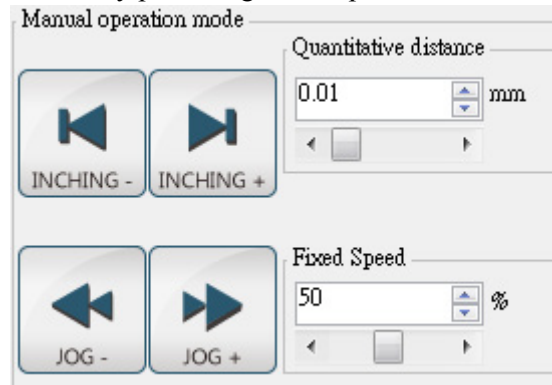 Manual operation mode
Quantitative distance
0.01 mm
INCHING - INCHING +
Fixed Speed
50 %
JOG - JOG +